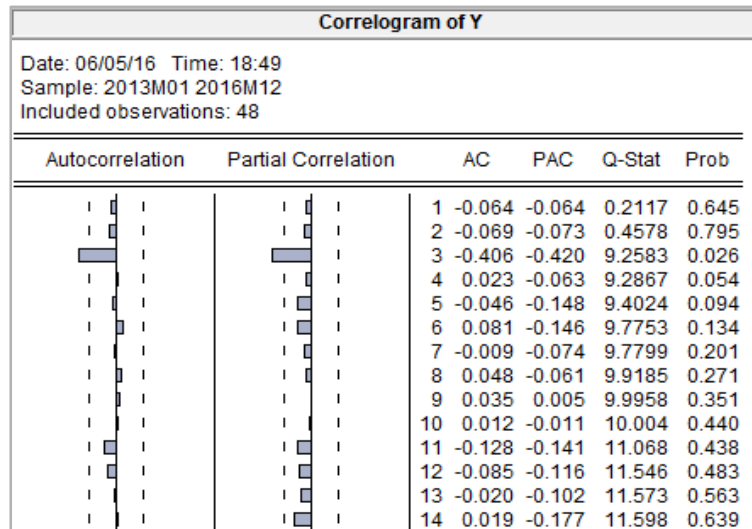 Correlogram of Y
Date: 06/05/16 Time: 18:49
Sample: 2013M01 2016M12
Included observations: 48
Autocorrelation Partial Correlation AC PAC Q-Stat Prob
1 -0.064 -0.064 0.2117 0.645
2 -0.069 -0.073 0.4578 0.795
3 -0.406 -0.420 9.2583 0.026
4 0.023 -0.063 9.2867 0.054
5 -0.046 -0.148 9.4024 0.094
6 0.081 -0.146 9.7753 0.134
7 -0.009 -0.074 9.7799 0.201
8 0.048 -0.061 9.9185 0.271
9 0.035 0.005 9.9958 0.351
10 0.012 -0.011 10.004 0.440
11 -0.128 -0.141 11.068 0.438
12 -0.085 -0.116 11.546 0.483
13 -0.020 -0.102 11.573 0.563
14 0.019 -0.177 11.598 0.639